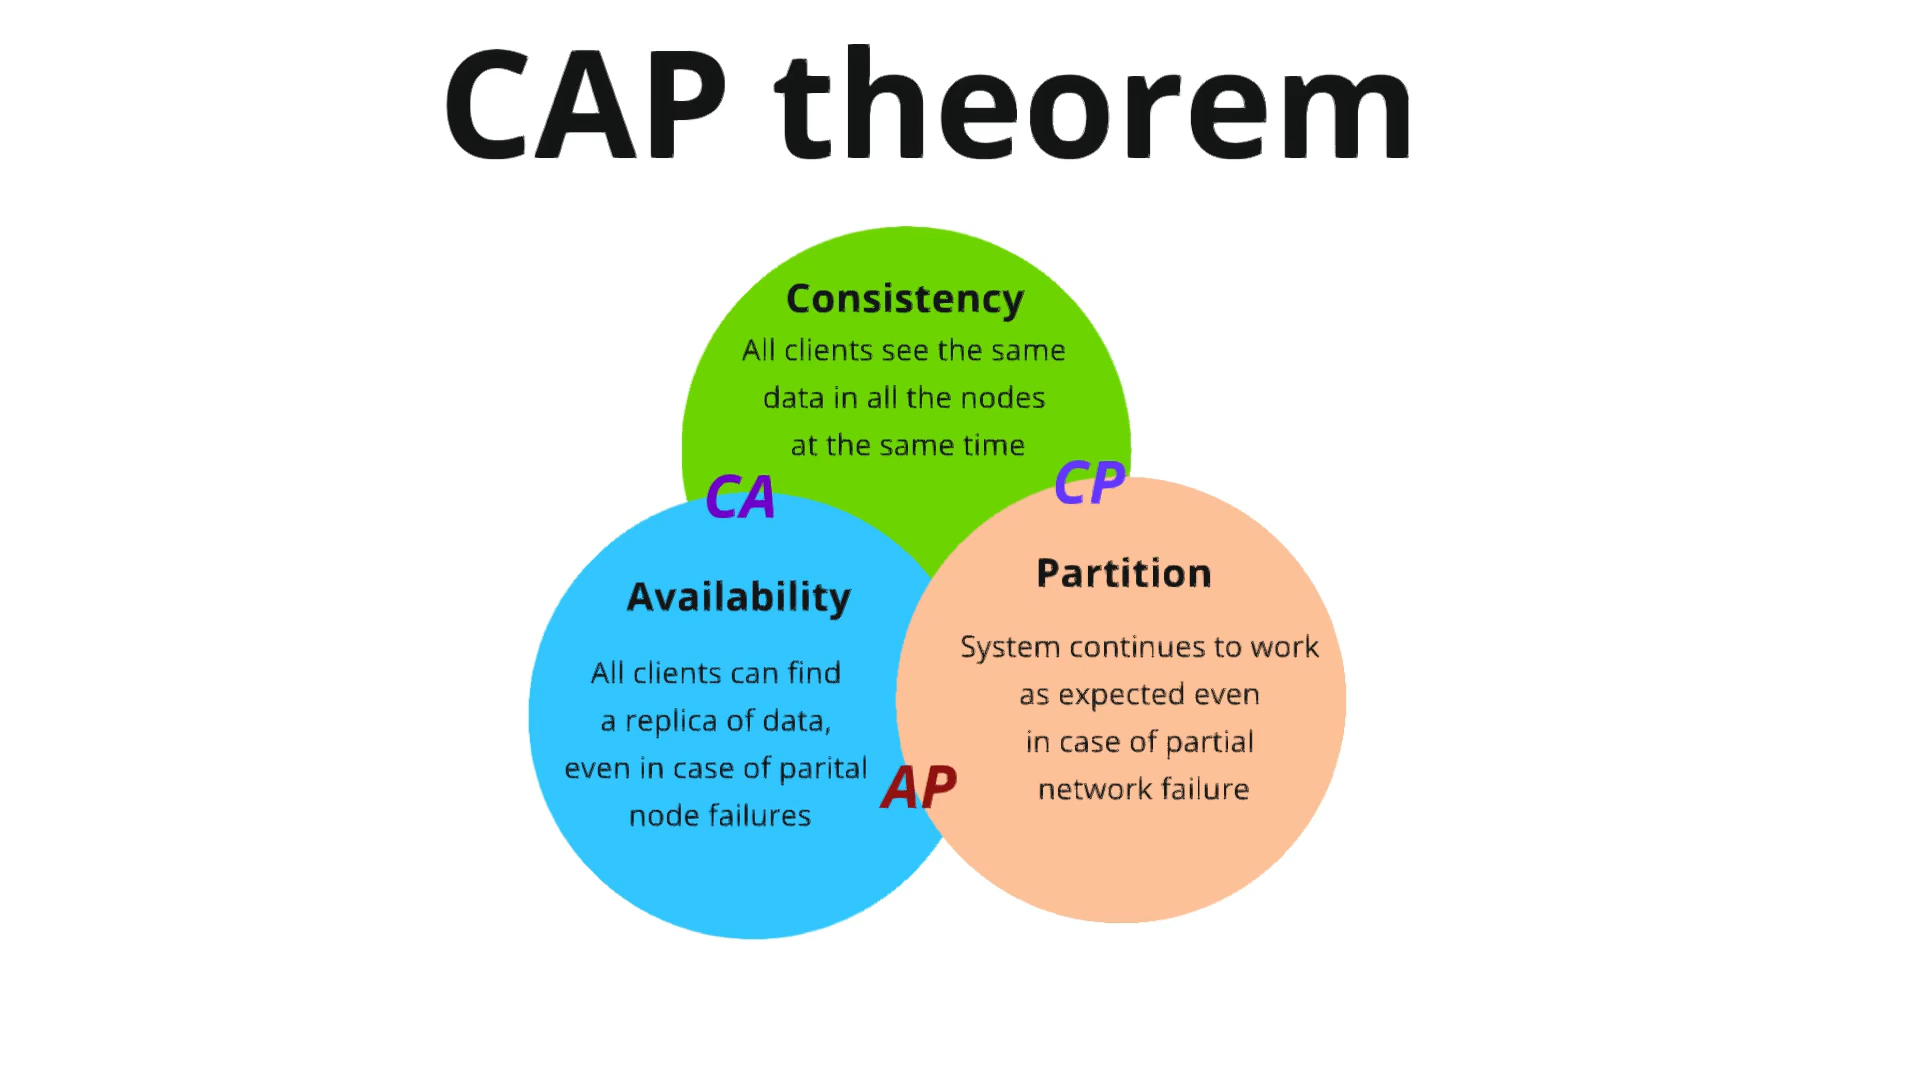 CAP theorem
Consistency
All clients see the same
data in all the nodes
at the same time
CA
CP
Availability
All clients can find
a replica of data,
even in case of parital
node failures
AP
Partition
System continues to work
as expected even
in case of partial
network failure